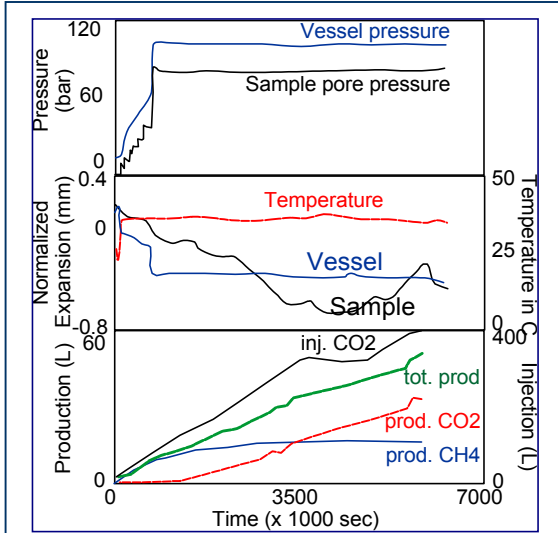 120
Vessel pressure
Pressure
(bar)
60
Sample pore pressure
0
0.4
50
Temperature
Normalized
Expansion (mm)
0
25
Temperature in C
Vessel
Sample
-0.8
0
60
400
inj. CO2
Production (L)
tot. prod
Injection (L)
prod. CO2
prod. CH4
0
0
0
3500
7000
Time (x 1000 sec)